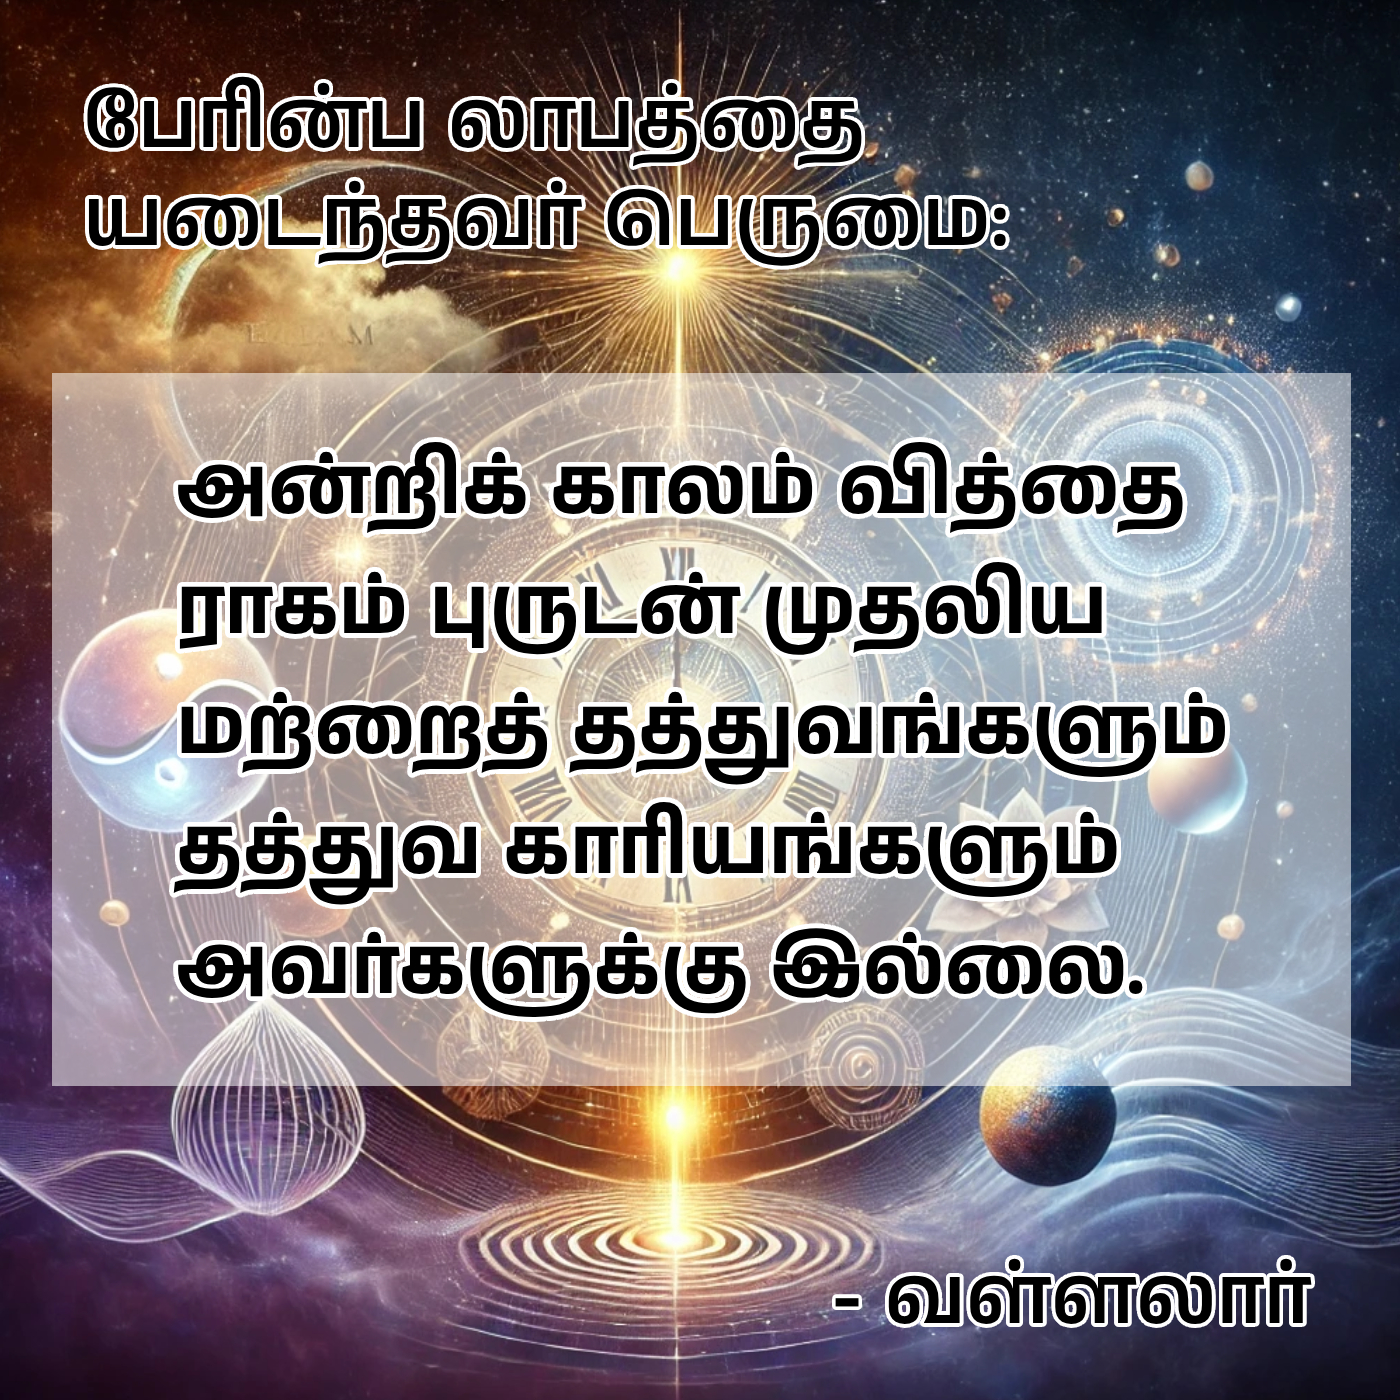 பேரின்ப லாபத்தை
யடைந்தவர் பெருமை:
அன்றிக் காலம் வித்தை
ராகம் புருடன் முதலிய
மற்றைத் தத்துவங்களும்
தத்துவ காரியங்களும்
அவர்களுக்கு இல்லை.
- வள்ளலார்